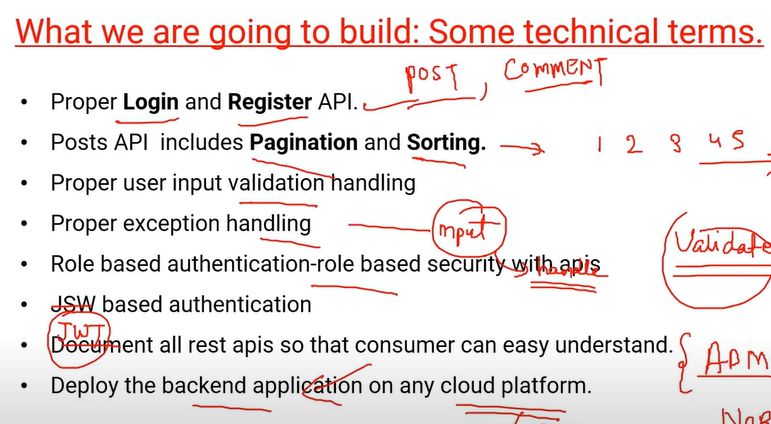 What we are going to build: Some technical terms.
POST, COMMENT
• Proper Login and Register API.
• Posts API includes Pagination and Sorting. → 1 2 3 4 5
• Proper user input validation handling
• Proper exception handling
Input
Validate
• Role based authentication-role based security with apis
handle
• JSW based authentication
JWT
• Document all rest apis so that consumer can easy understand.
{ ADM
• Deploy the backend application on any cloud platform.